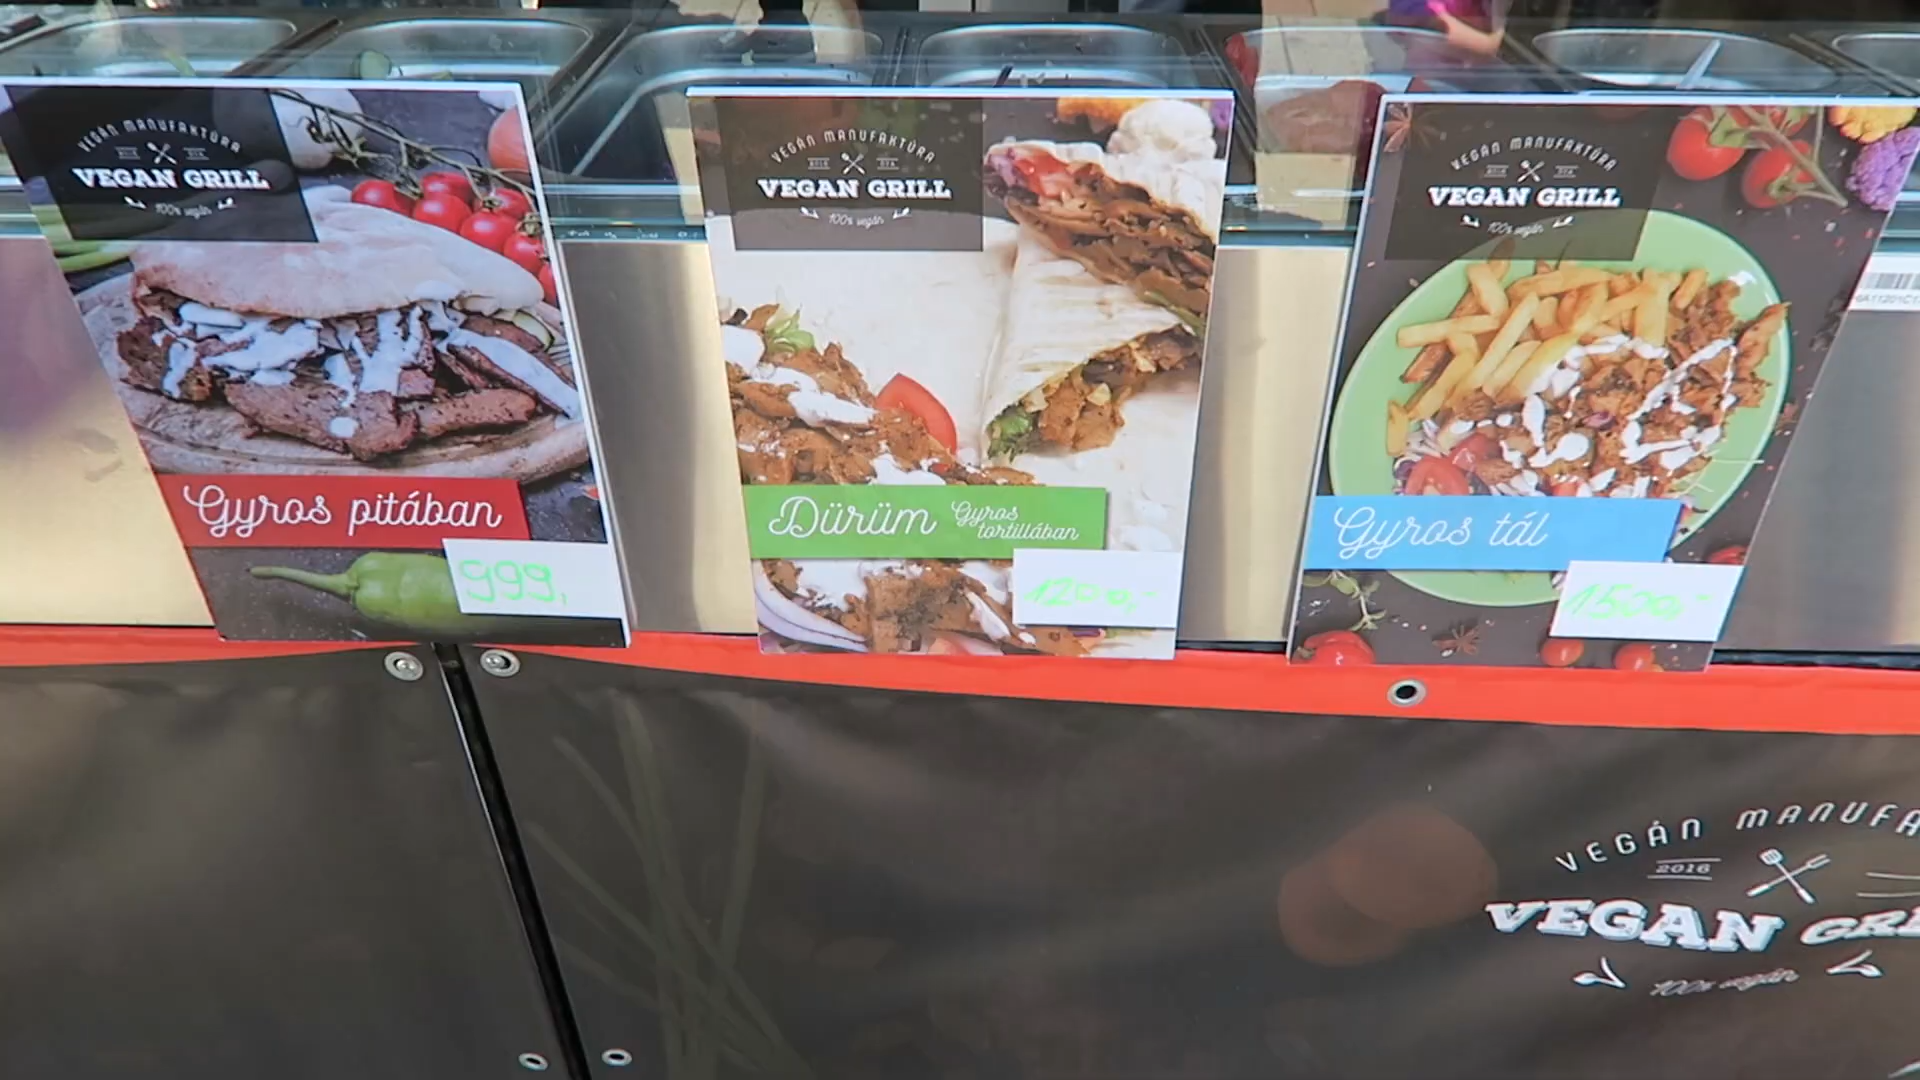 VEGÁN MANUFAKTÚRA
VEGAN GRILL
100% vegán
Gyros pitában
999,
VEGÁN MANUFAKTÚRA
VEGAN GRILL
100% vegán
Dürüm Gyros
tortillában
1200,-
VEGÁN MANUFAKTÚRA
VEGAN GRILL
100% vegán
Gyros tál
1500,-
VEGÁN MANUFA
2016
VEGAN GRI
100% vegán